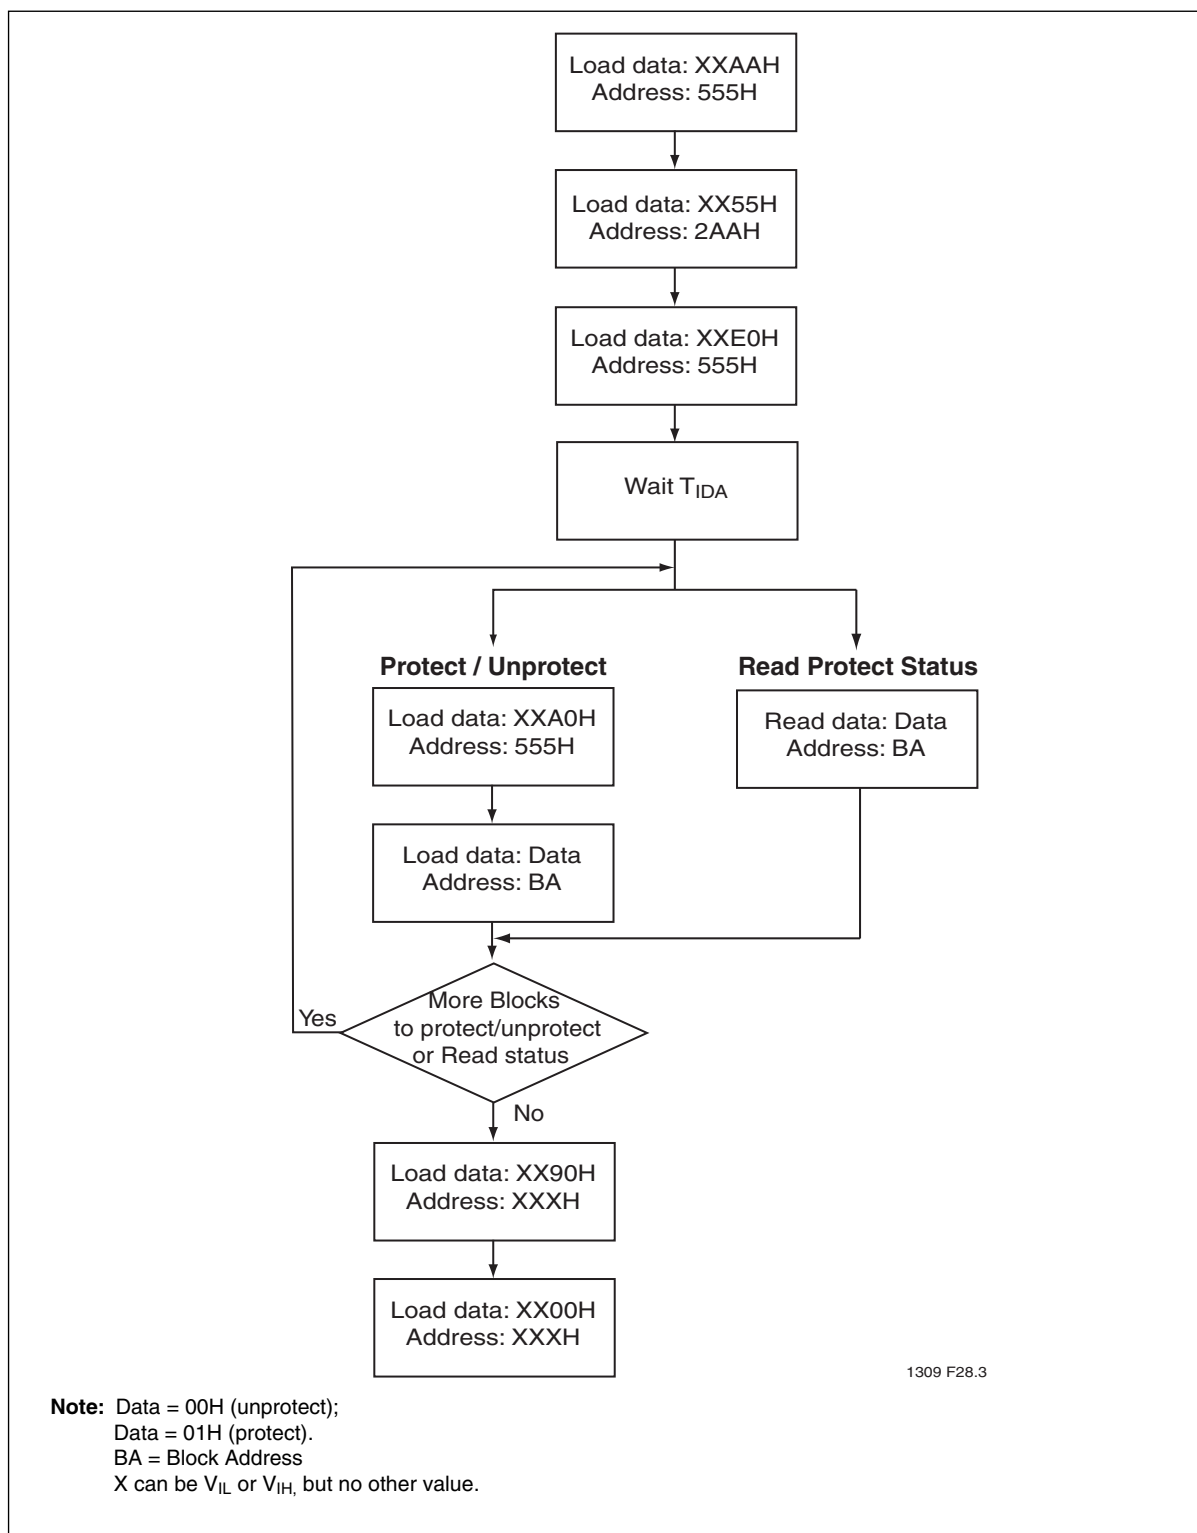 Load data: XXAAH
Address: 555H
Load data: XX55H
Address: 2AAH
Load data: XXE0H
Address: 555H
Wait TIDA
Protect / Unprotect
Read Protect Status
Load data: XXA0H
Address: 555H
Read data: Data
Address: BA
Load data: Data
Address: BA
More Blocks
to protect/unprotect
or Read status
Yes
No
Load data: XX90H
Address: XXXH
Load data: XX00H
Address: XXXH
1309 F28.3
Note: Data = 00H (unprotect);
Data = 01H (protect).
BA = Block Address
X can be VIL or VIH, but no other value.